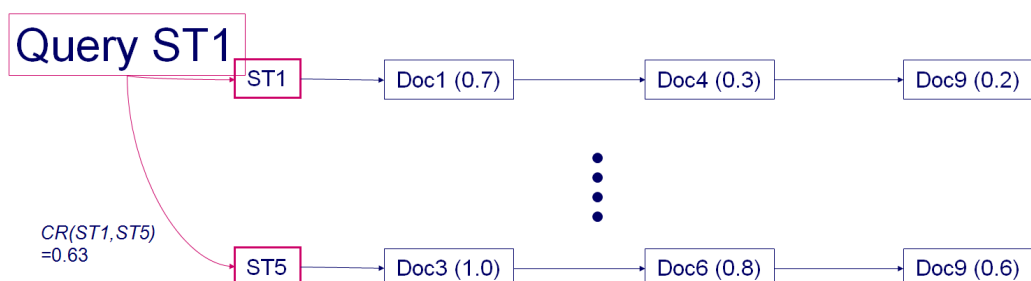 Query ST1
ST1
Doc1 (0.7)
Doc4 (0.3)
Doc9 (0.2)
CR(ST1,ST5)
=0.63
ST5
Doc3 (1.0)
Doc6 (0.8)
Doc9 (0.6)